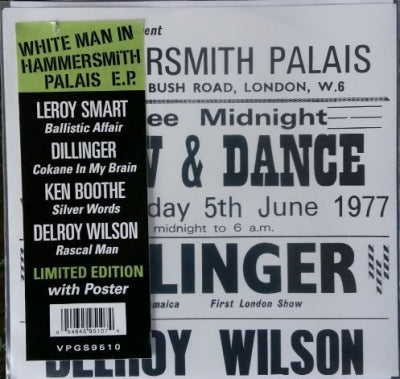 WHITE MAN IN
HAMMERSMITH
PALAIS E.P.
LEROY SMART
Ballistic Affair
DILLINGER
Cokane In My Brain
KEN BOOTHE
Silver Words
DELROY WILSON
Rascal Man
LIMITED EDITION
with Poster
VPGS9510
ent
RSMITH PALAIS
BUSH ROAD, LONDON, W.6
ee Midnight
& DANCE
day 5th June 1977
midnight to 6 a.m.
LINGER
amaica First London Show
DELROY WILSON